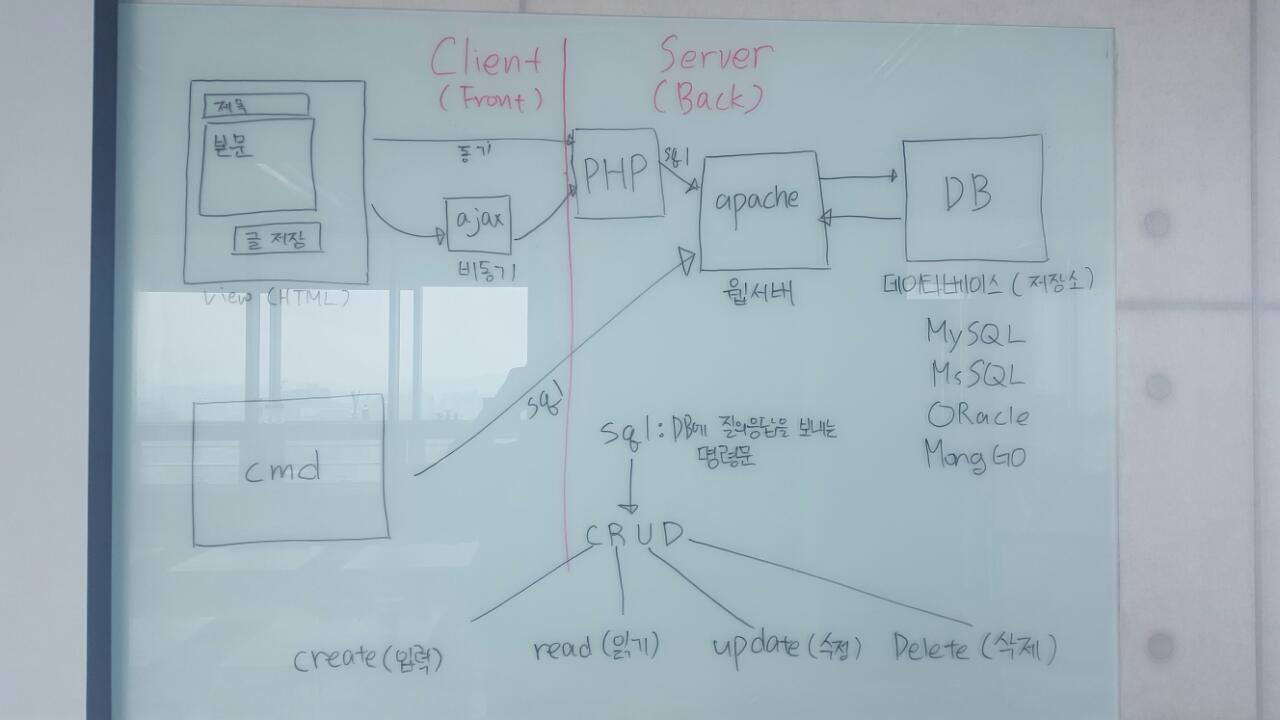 Client
(Front)
Server
(Back)
제목
본문
글 저장
View (HTML)
동기
ajax
비동기
PHP
sql
apache
웹서버
DB
데이타베이스 (저장소)
MySQL
MsSQL
ORacle
MongGO
cmd
sql
sql : DB에 질의응답을 보내는
명령문
CRUD
create (입력)
read (읽기)
update (수정)
Delete (삭제)